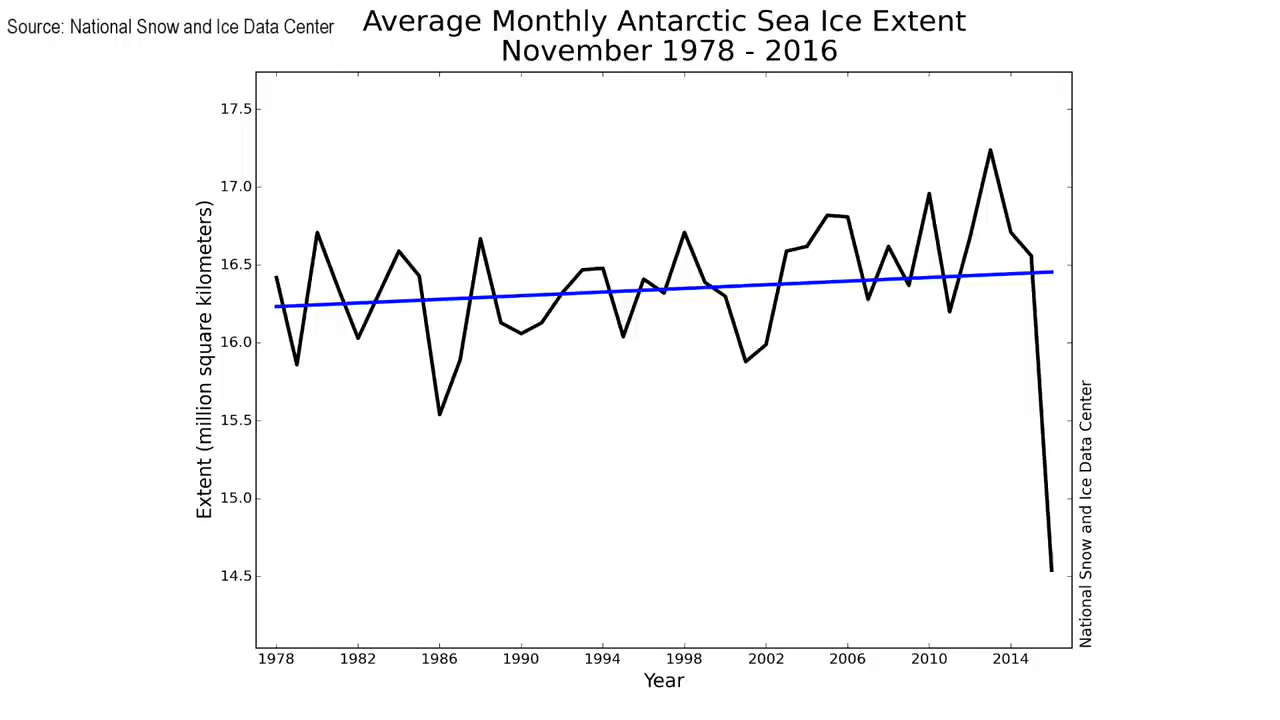 Source: National Snow and Ice Data Center
Average Monthly Antarctic Sea Ice Extent
November 1978 - 2016
17.5
17.0
16.5
16.0
15.5
15.0
14.5
Extent (million square kilometers)
1978 1982 1986 1990 1994 1998 2002 2006 2010 2014
Year
National Snow and Ice Data Center